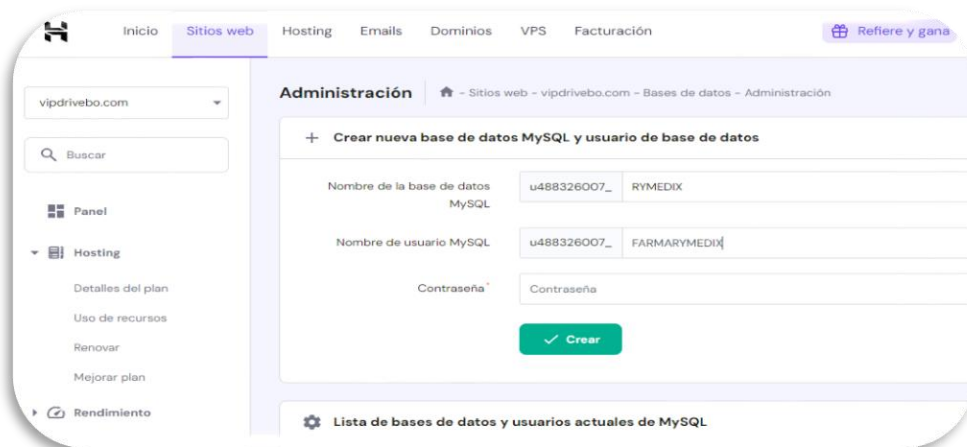 Inicio Sitios web Hosting Emails Dominios VPS Facturación Refiere y gana
vipdrivebo.com
Administración - Sitios web - vipdrivebo.com - Bases de datos - Administración
Buscar
+ Crear nueva base de datos MySQL y usuario de base de datos
Panel
Nombre de la base de datos
MySQL
u488326007_ RYMEDIX
Hosting
Nombre de usuario MySQL u488326007_ FARMARYMEDIX
Detalles del plan
Contraseña * Contraseña
Uso de recursos
Renovar
Crear
Mejorar plan
Rendimiento
Lista de bases de datos y usuarios actuales de MySQL